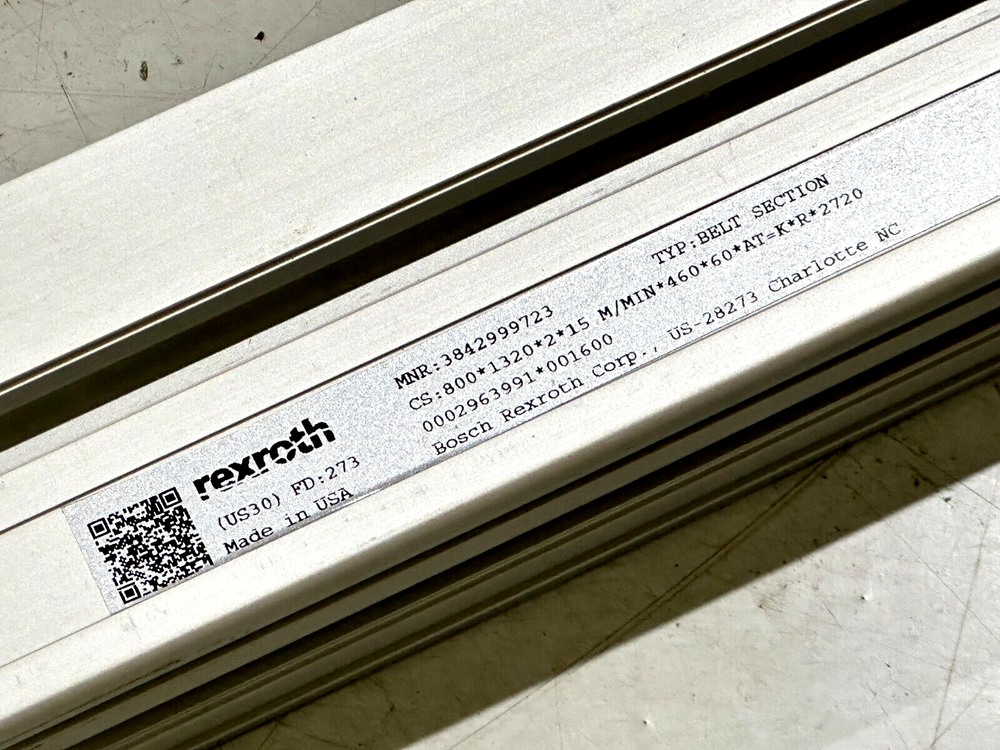 rexroth
(US30) FD:273
Made in USA
MNR:3842999723 TYP:BELT SECTION
CS:800*1320*2*15 M/MIN*460*60*AT=K*R*2720
0002963991*001600
Bosch Rexroth Corp., US-28273 Charlotte NC